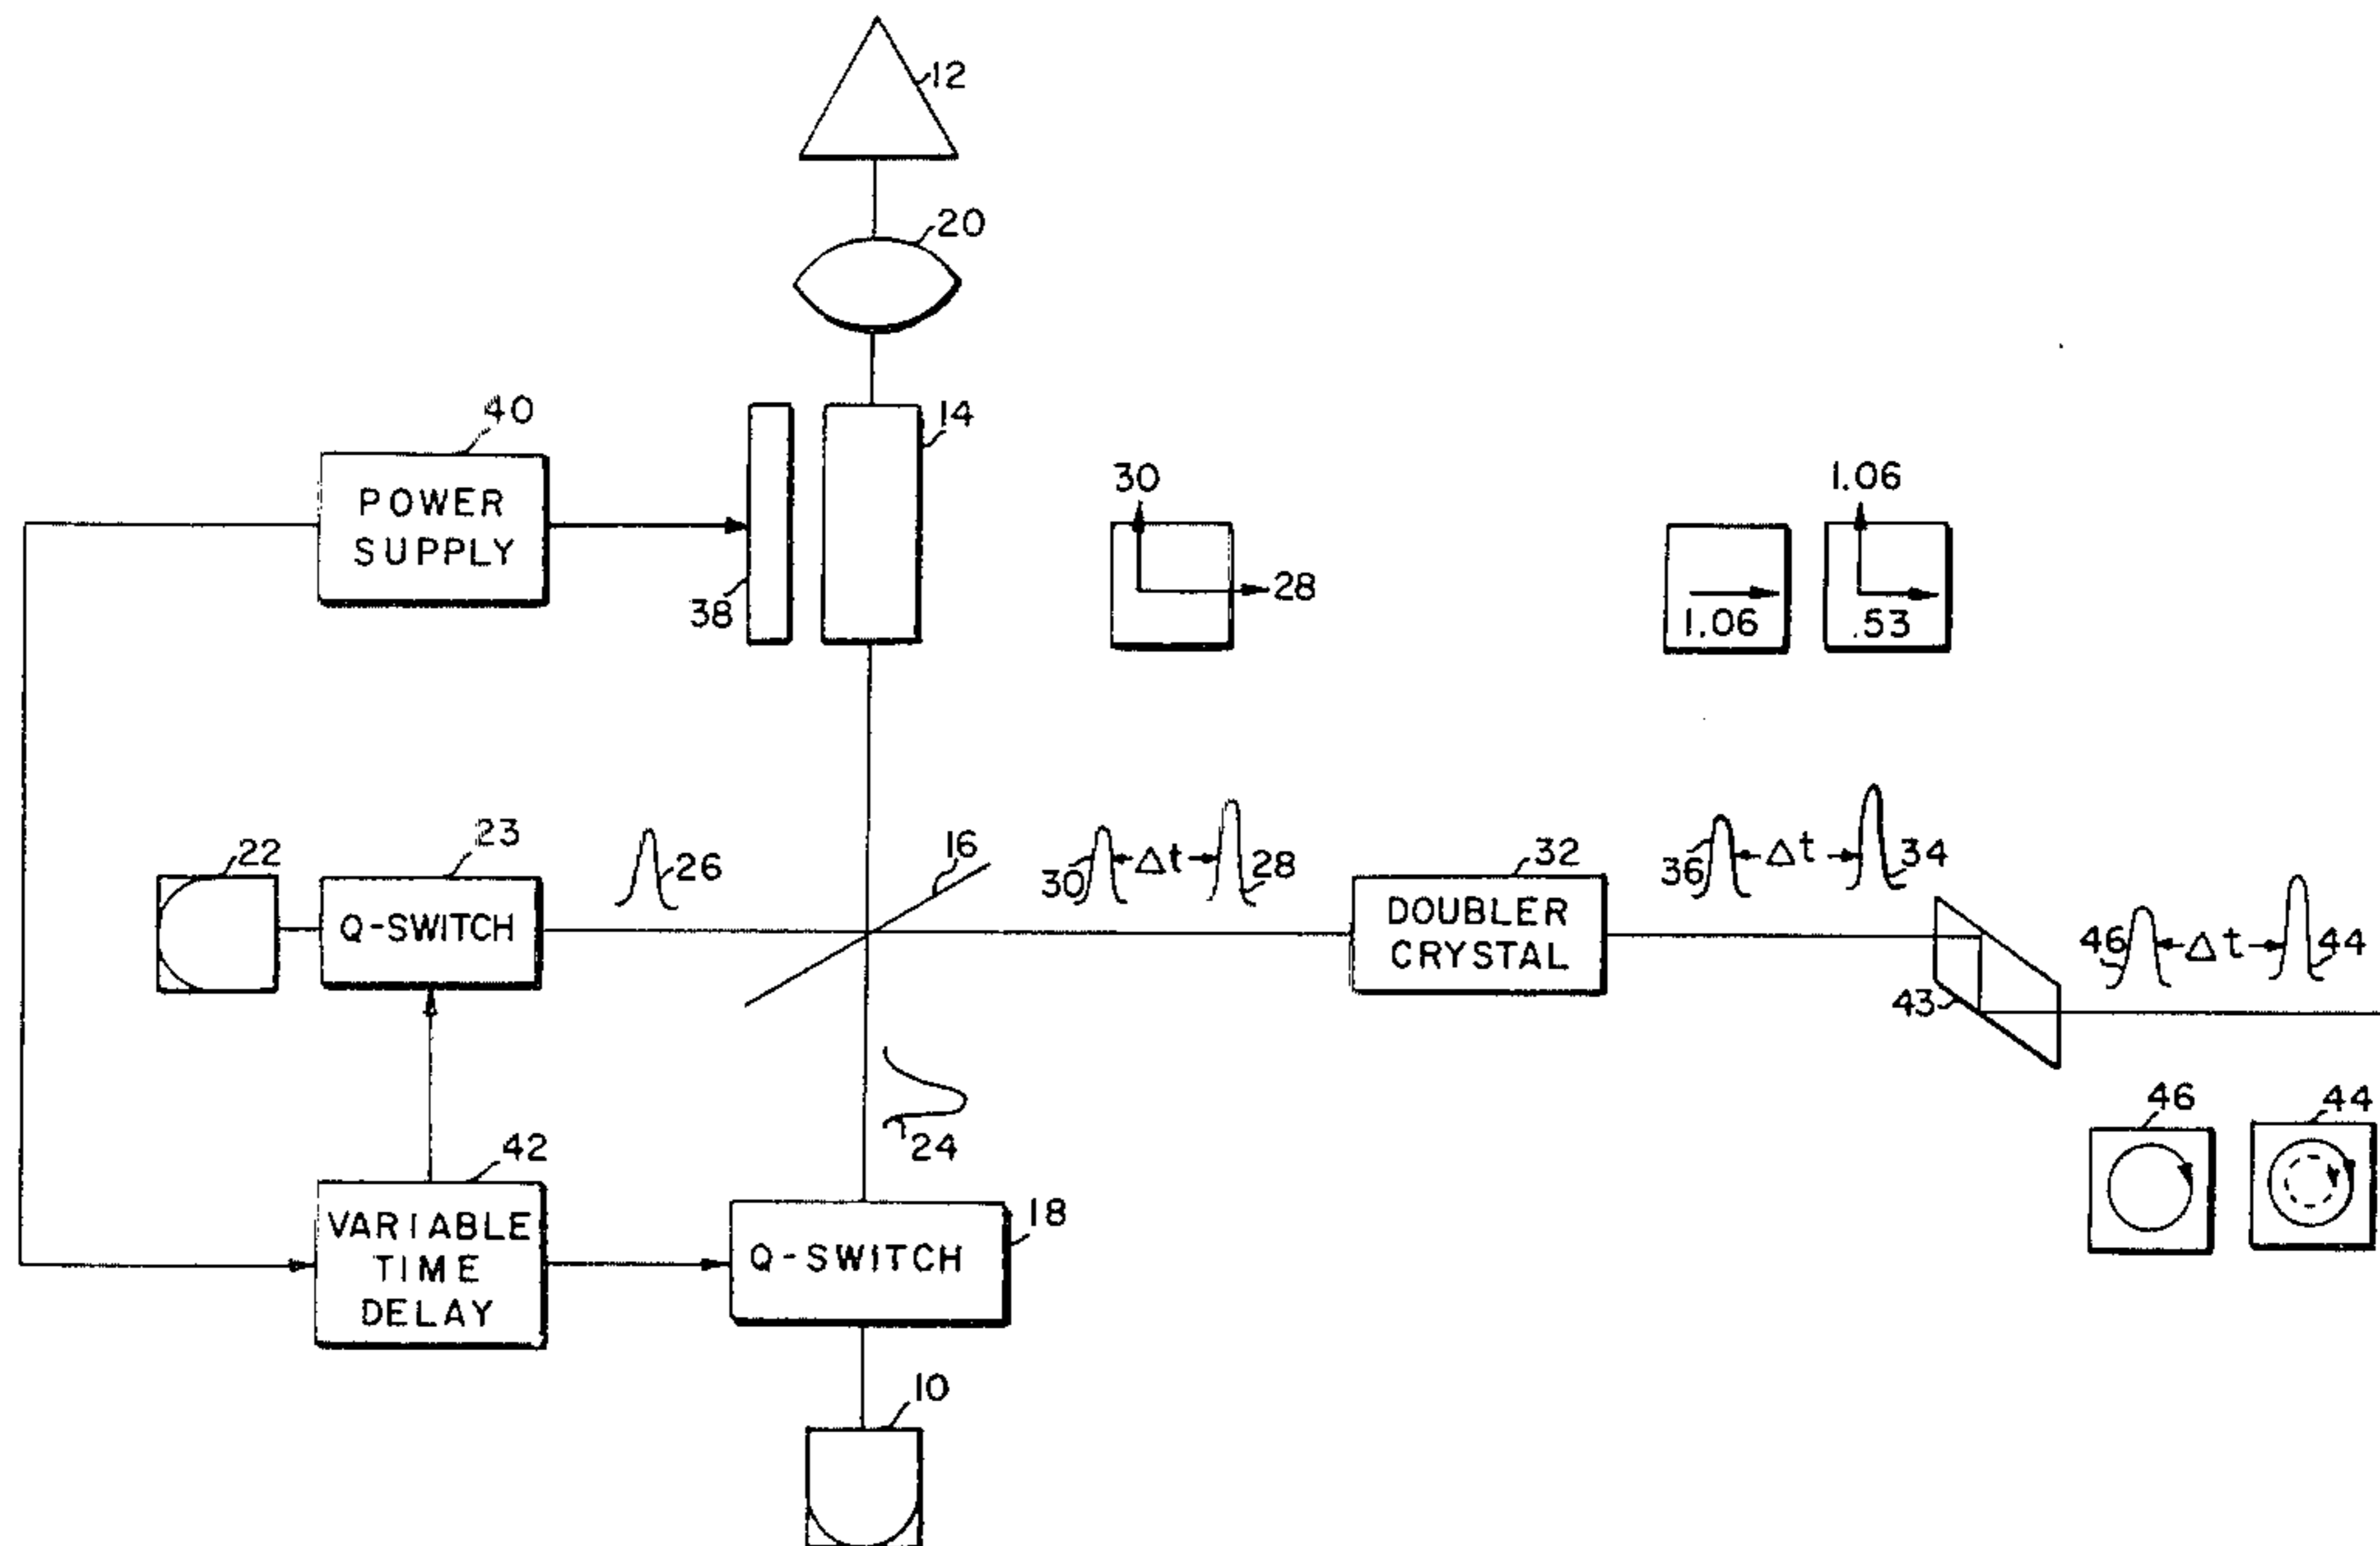 12
20
40
14
POWER
SUPPLY
38
30
28
1.06
1.06
.53
22
23
26
16
30 Δt 28
32
36 Δt 34
Q-SWITCH
DOUBLER
CRYSTAL
46 Δt 44
43
24
42
18
46
44
VARIABLE
TIME
DELAY
Q-SWITCH
10